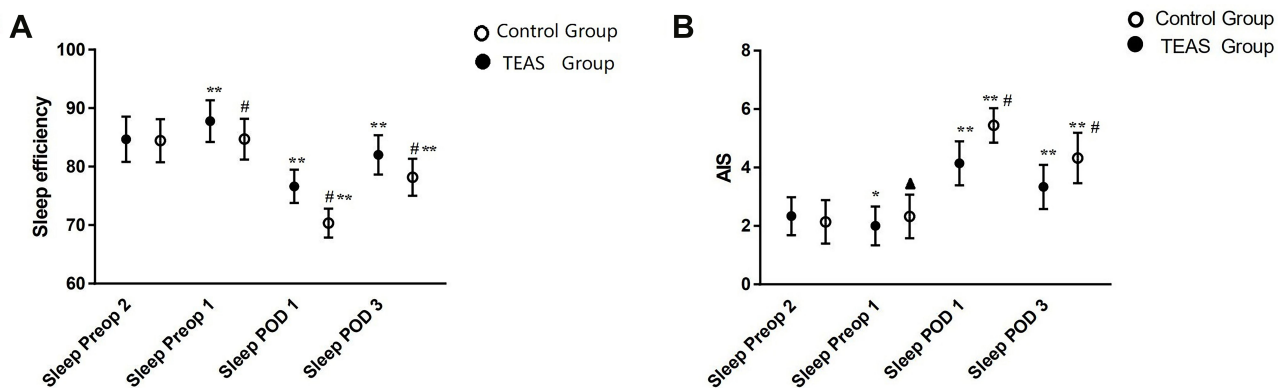 A
Control Group
TEAS Group
Sleep efficiency
100
90
80
70
60
** #
** # **
** # **
Sleep Preop 2
Sleep Preop 1
Sleep POD 1
Sleep POD 3
B
Control Group
TEAS Group
AIS
8
6
4
2
0
* ▲
** ** #
** ** #
Sleep Preop 2
Sleep Preop 1
Sleep POD 1
Sleep POD 3